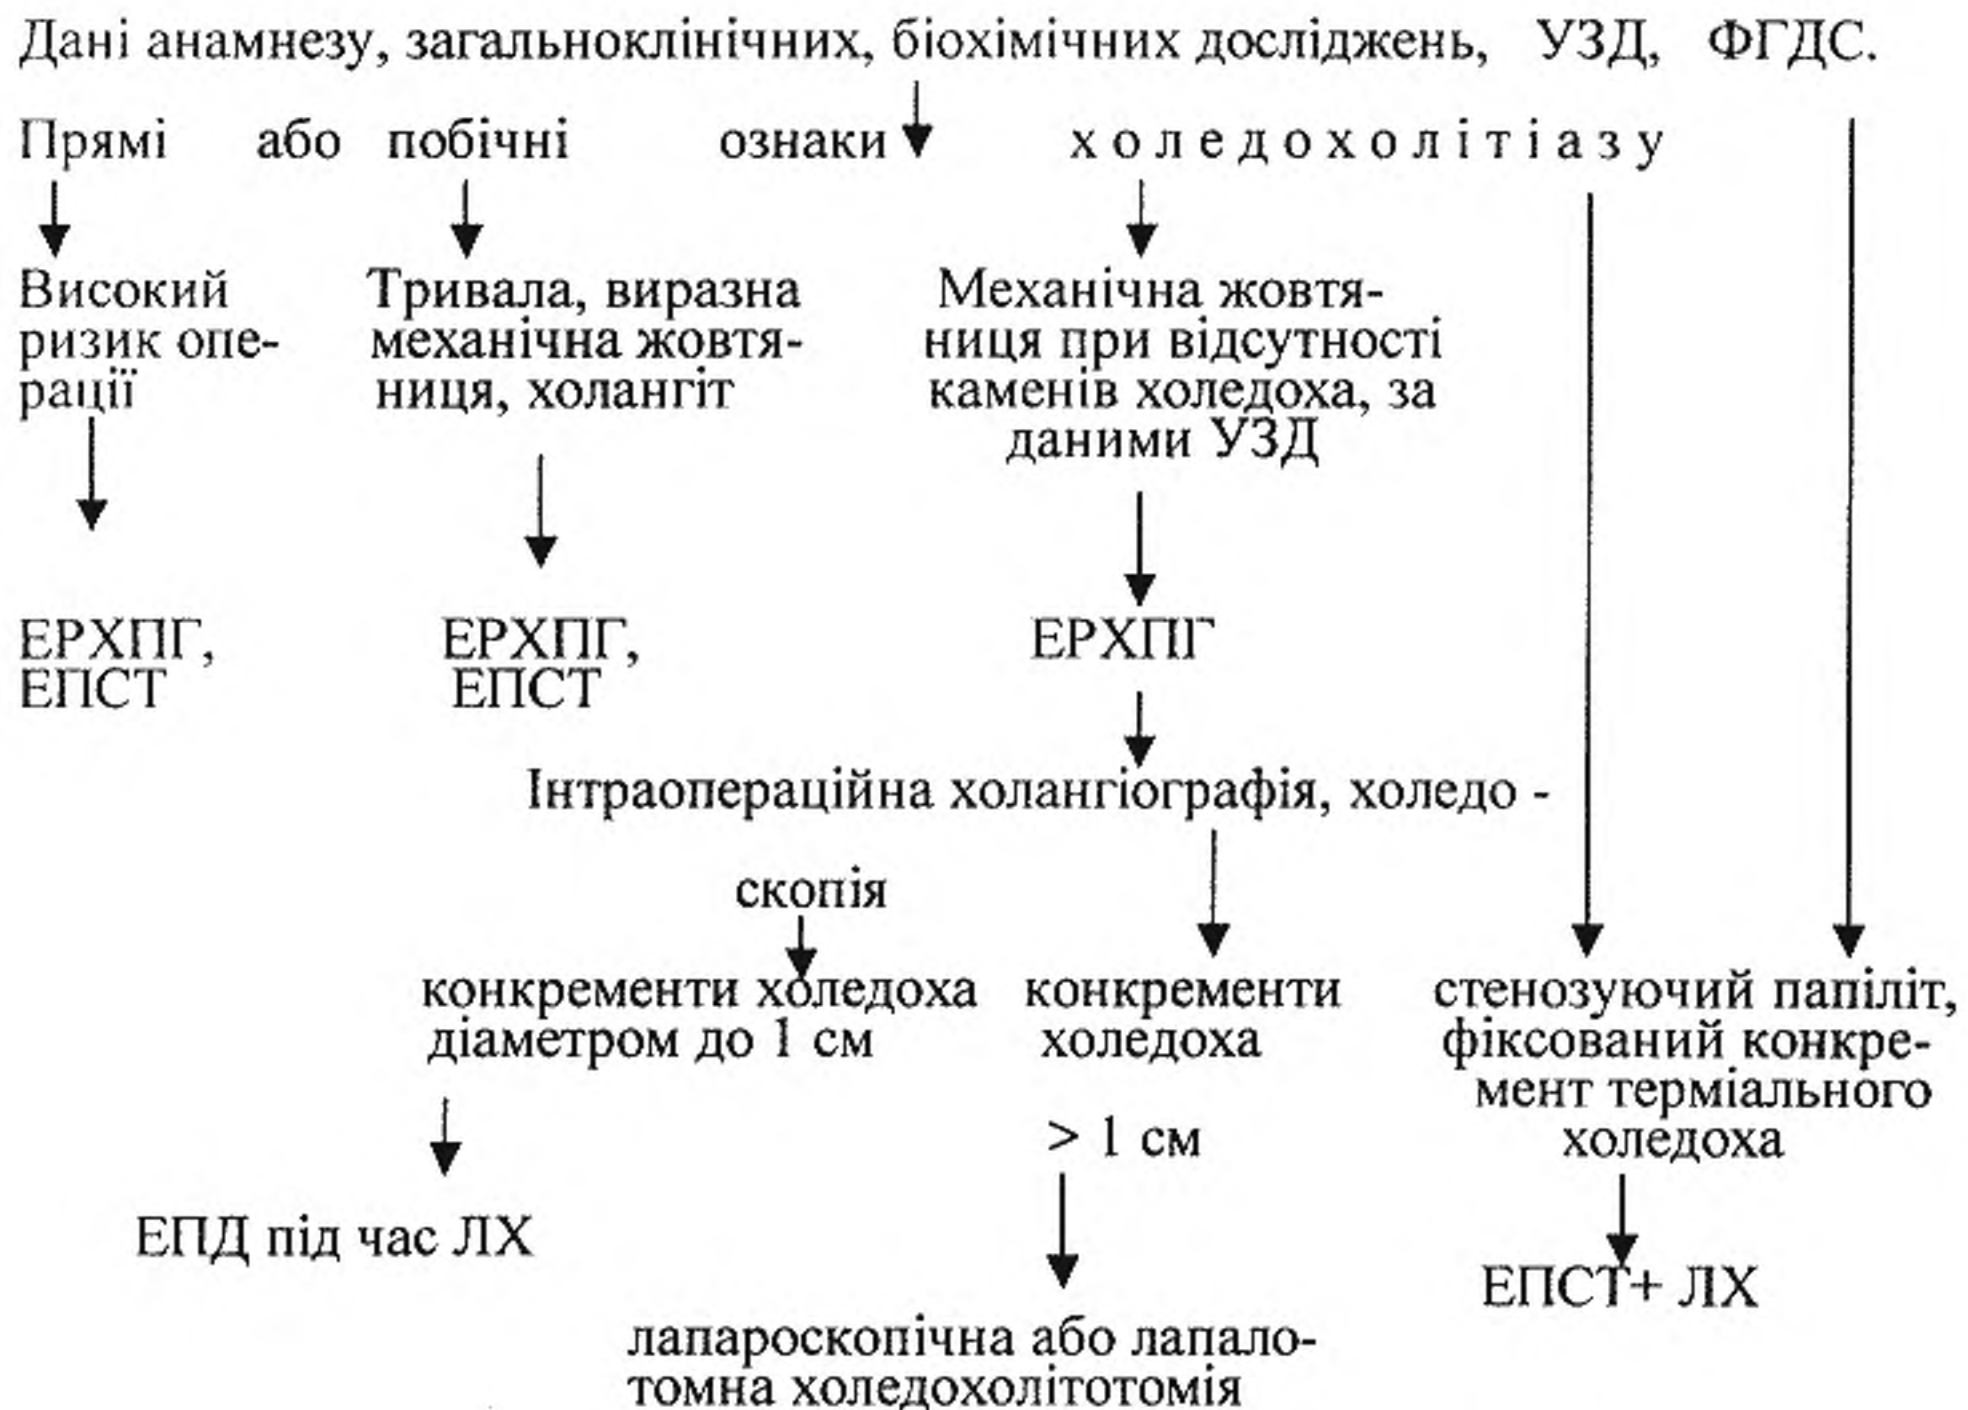 Дані анамнезу, загальноклінічних, біохімічних досліджень, УЗД, ФГДС.
Прямі або побічні ознаки холедохолітіазу
Високий
ризик опе-
рації
Тривала, виразна
механічна жовтя-
ниця, холангіт
Механічна жовтя-
ниця при відсутності
каменів холедоха, за
даними УЗД
ЕРХПГ,
ЕПСТ
ЕРХПГ,
ЕПСТ
ЕРХПГ
Інтраопераційна холангіографія, холедо -
скопія
конкременти холедоха
діаметром до 1 см
конкременти
холедоха
> 1 см
стенозуючий папіліт,
фіксований конкре-
мент терміального
холедоха
ЕПД під час ЛХ
ЕПСТ+ ЛХ
лапароскопічна або лапало-
томна холедохолітотомія